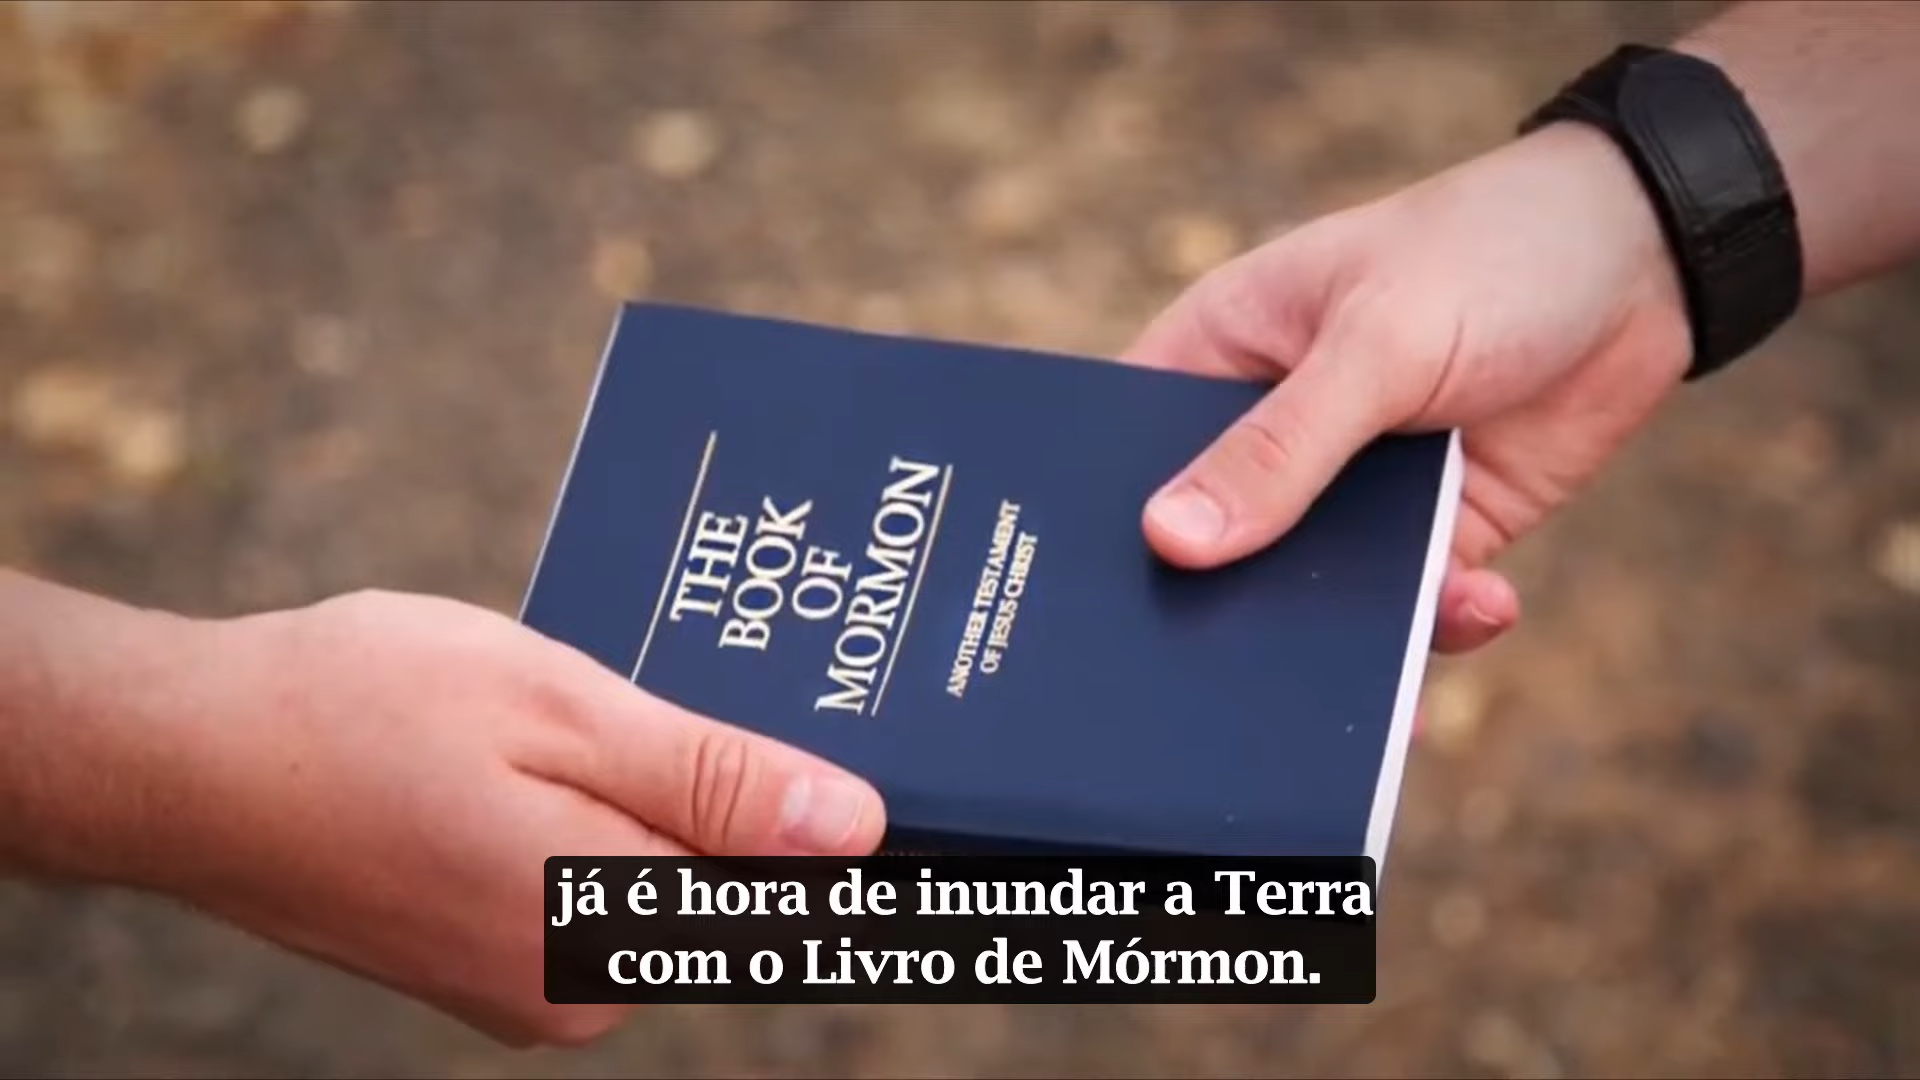 THE
BOOK
OF
MORMON
ANOTHER TESTAMENT
OF JESUS CHRIST
já é hora de inundar a Terra
com o Livro de Mórmon.